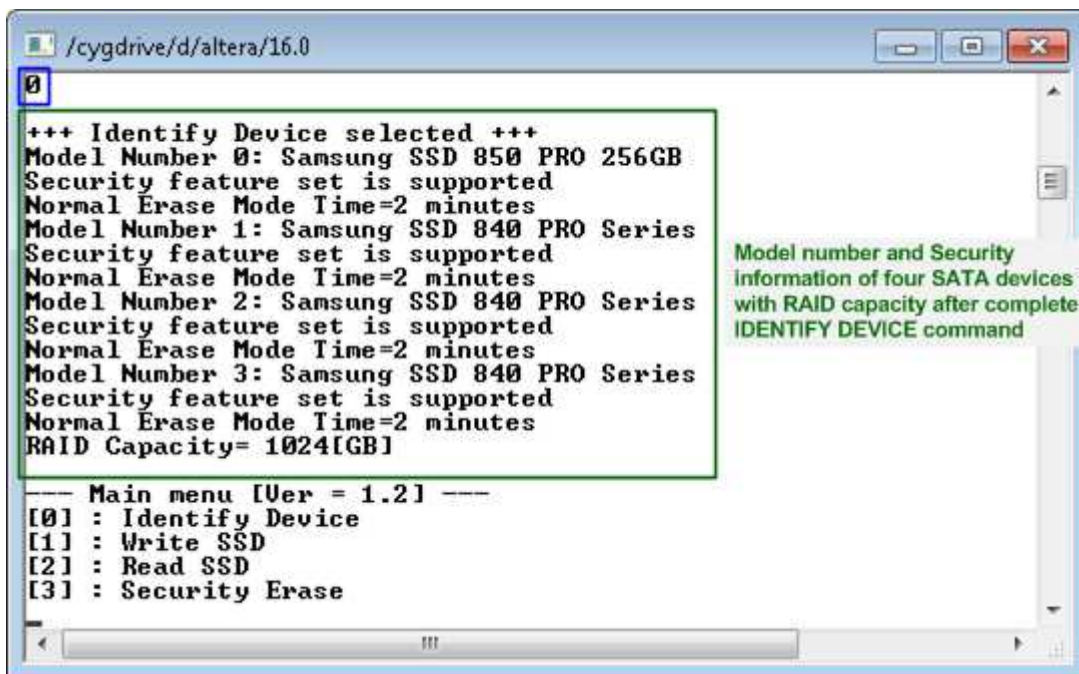 /cygdrive/d/altera/16.0
0
+++ Identify Device selected +++
Model Number 0: Samsung SSD 850 PRO 256GB
Security feature set is supported
Normal Erase Mode Time=2 minutes
Model Number 1: Samsung SSD 840 PRO Series
Security feature set is supported
Normal Erase Mode Time=2 minutes
Model Number 2: Samsung SSD 840 PRO Series
Security feature set is supported
Normal Erase Mode Time=2 minutes
Model Number 3: Samsung SSD 840 PRO Series
Security feature set is supported
Normal Erase Mode Time=2 minutes
RAID Capacity= 1024[GB]
--- Main menu [Ver = 1.2] ---
[0] : Identify Device
[1] : Write SSD
[2] : Read SSD
[3] : Security Erase
Model number and Security
information of four SATA devices
with RAID capacity after complete
IDENTIFY DEVICE command